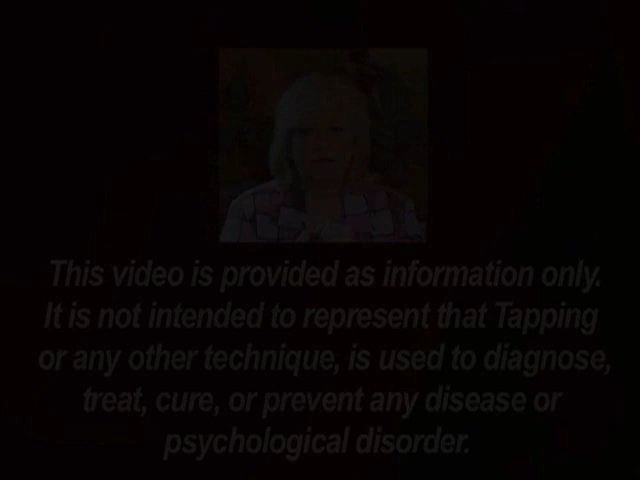 This video is provided as information only.
It is not intended to represent that Tapping
or any other technique, is used to diagnose,
treat, cure, or prevent any disease or
psychological disorder.